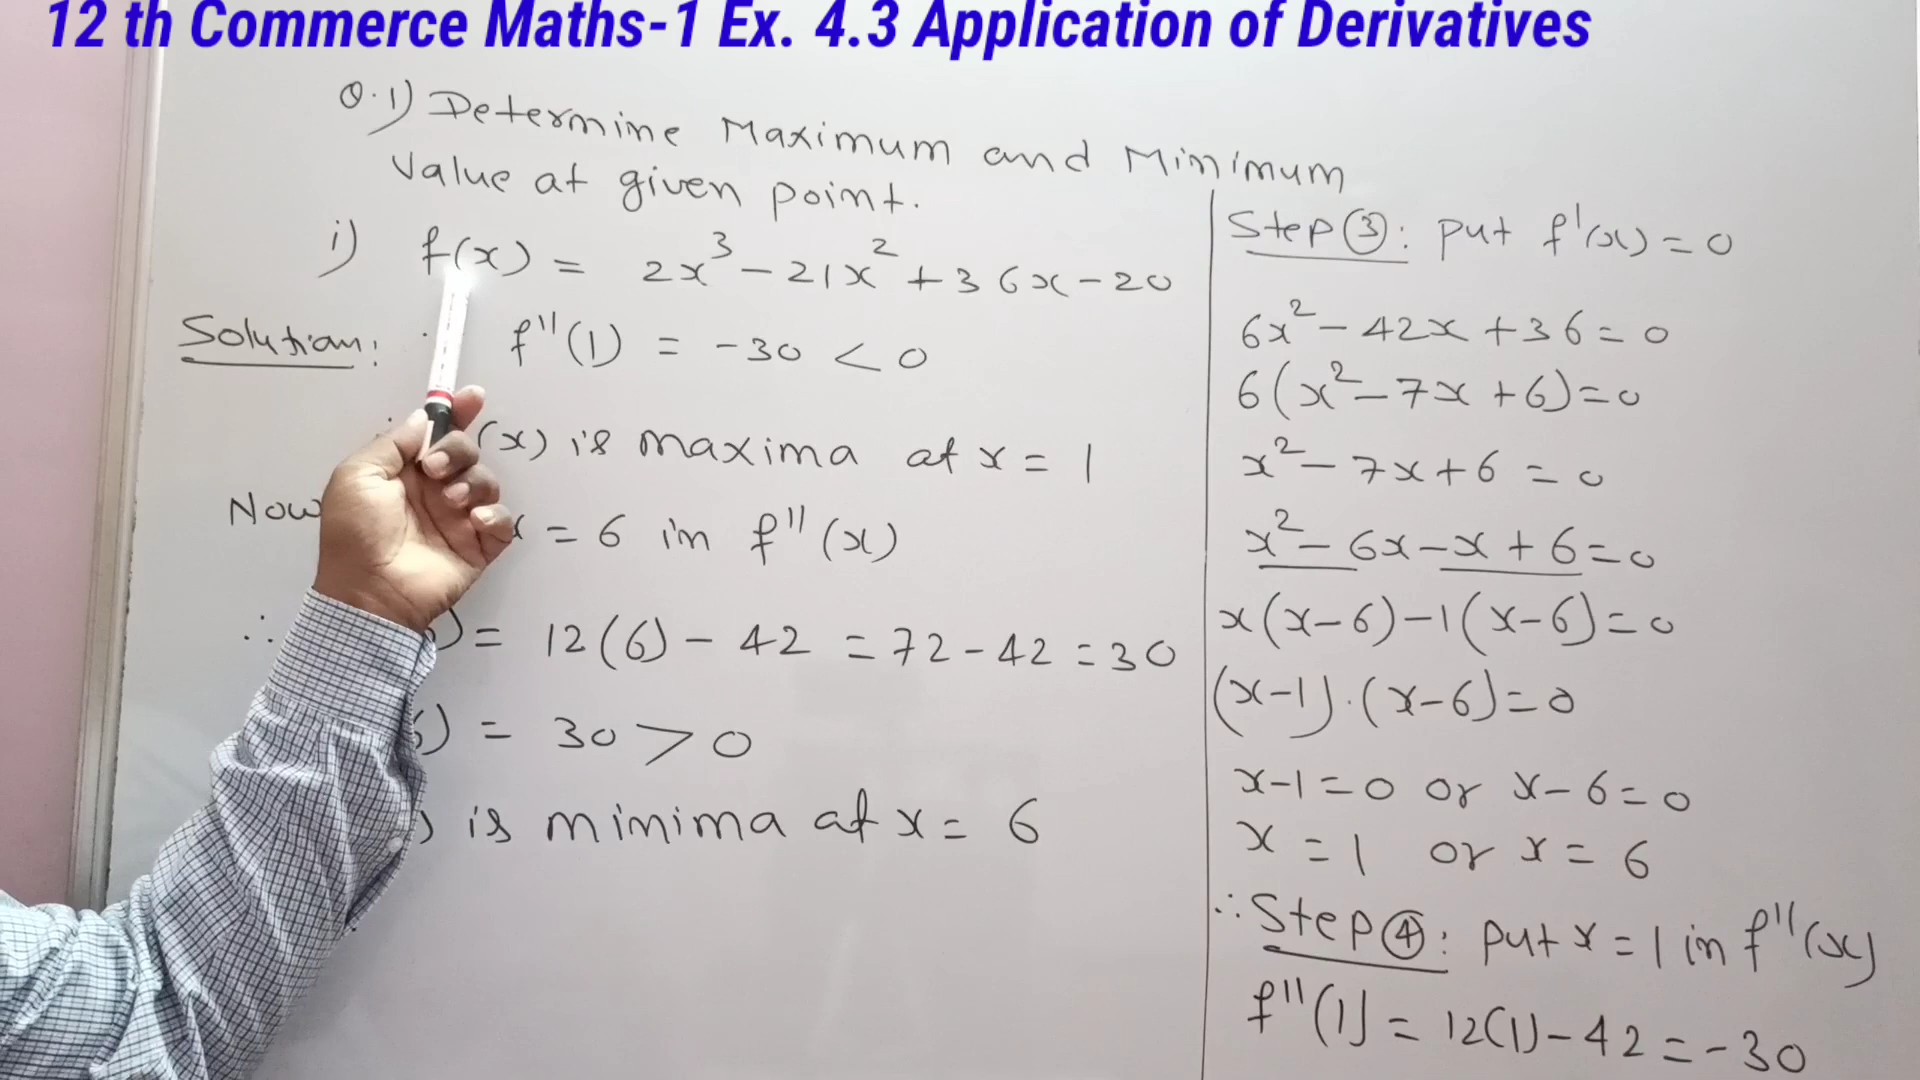 12 th Commerce Maths-1 Ex. 4.3 Application of Derivatives
Q.1) Determine Maximum and Minimum
Value at given point.
i) f(x) = 2x³ - 21x² + 36x - 20
Solution: f''(1) = -30 < 0
(x) is maxima at x = 1
Now = 6 in f''(x)
∴ ) = 12(6) - 42 = 72 - 42 = 30
) = 30 > 0
) is minima at x = 6
Step ③: put f'(x) = 0
6x² - 42x + 36 = 0
6(x² - 7x + 6) = 0
x² - 7x + 6 = 0
x² - 6x - x + 6 = 0
x(x-6) - 1(x-6) = 0
(x-1).(x-6) = 0
x-1 = 0 or x-6 = 0
x = 1 or x = 6
∴ Step ④: put x = 1 in f''(x)
f''(1) = 12(1) - 42 = -30